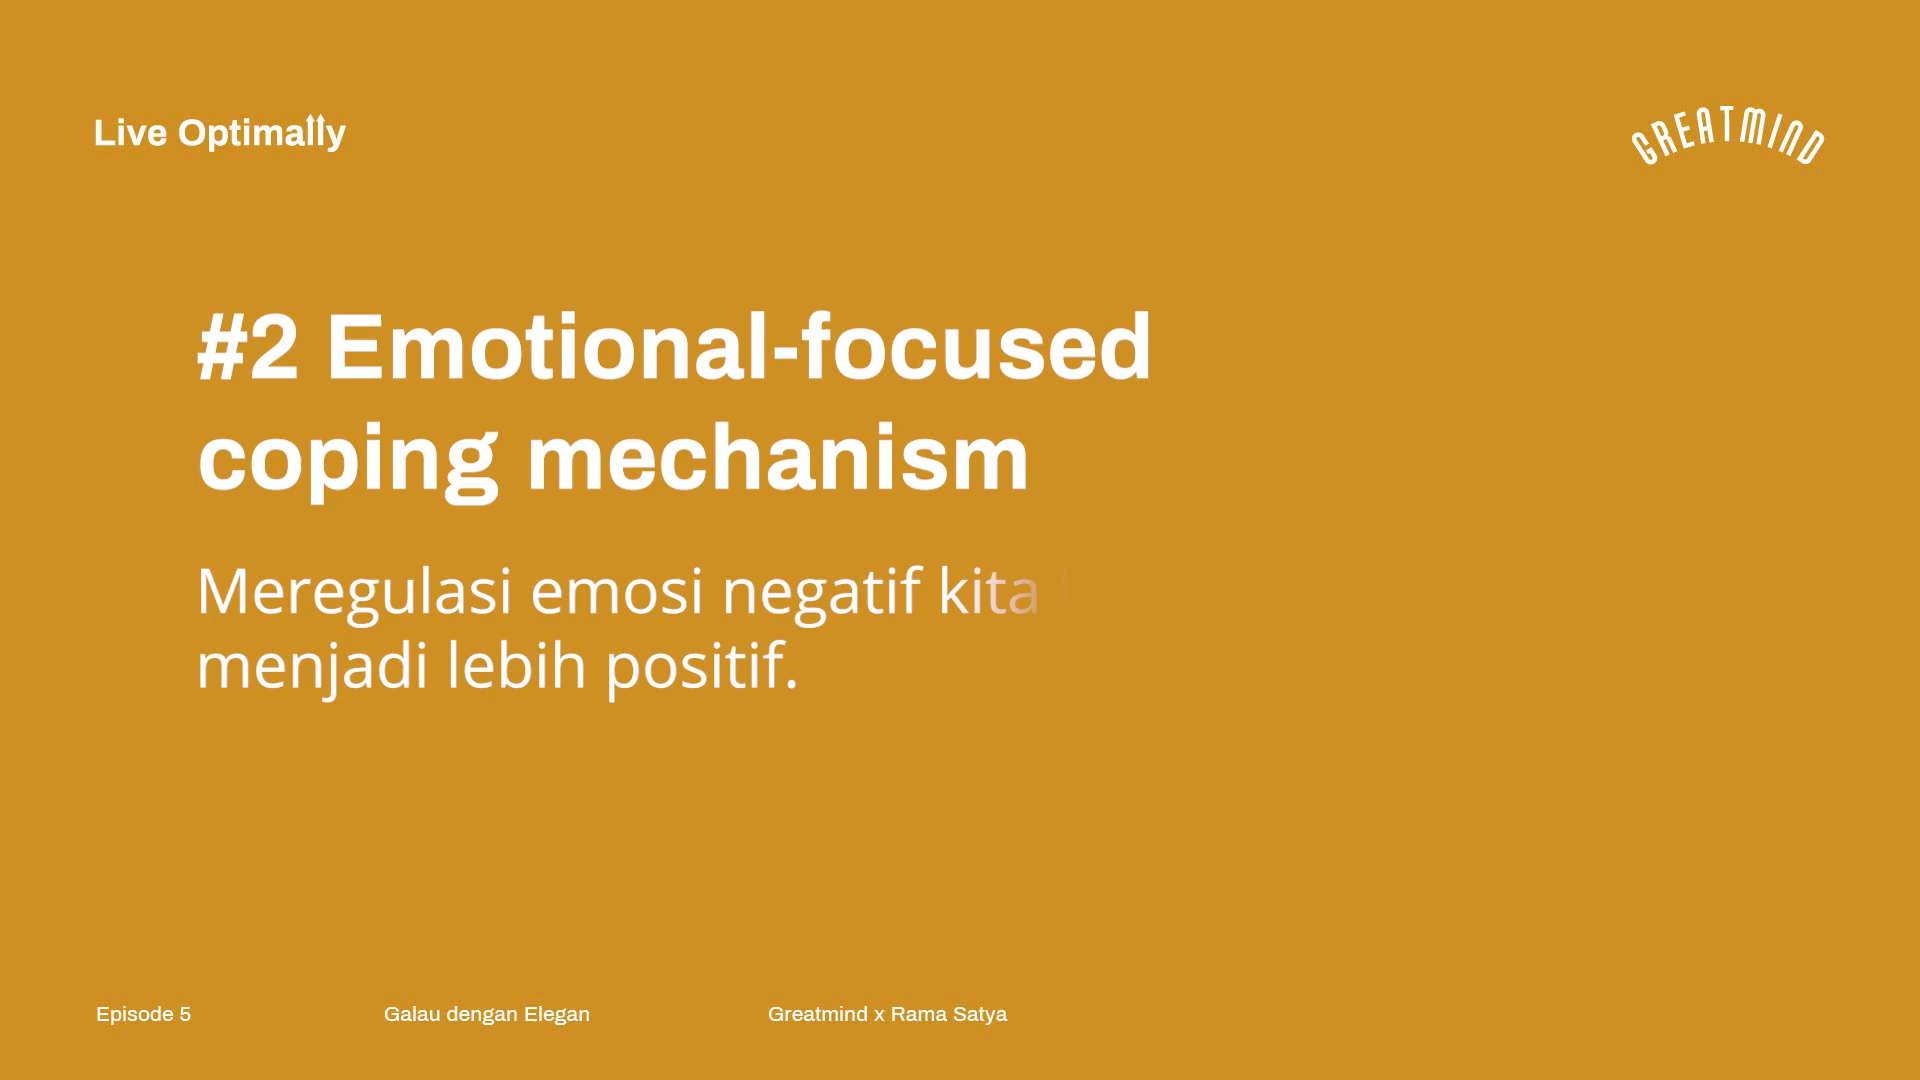 Live Optimally
GREATMIND
#2 Emotional-focused
coping mechanism
Meregulasi emosi negatif kita
menjadi lebih positif.
Episode 5
Galau dengan Elegan
Greatmind x Rama Satya